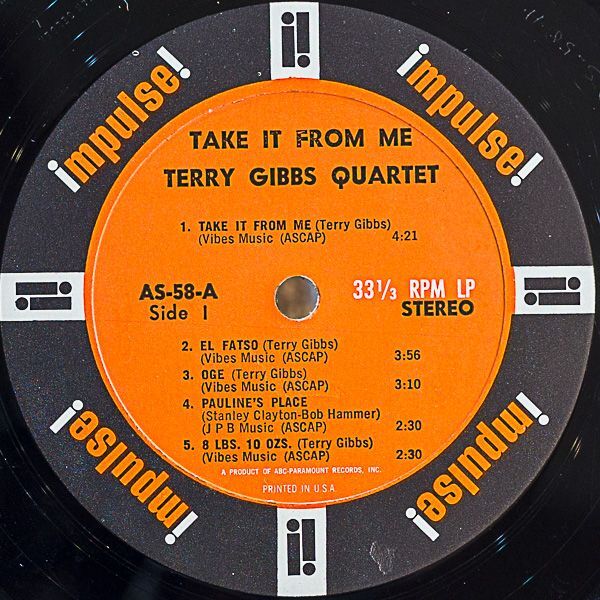 impulse!
impulse!
TAKE IT FROM ME
TERRY GIBBS QUARTET
1. TAKE IT FROM ME (Terry Gibbs)
(Vibes Music (ASCAP) 4:21
AS-58-A
Side 1
33 1/3 RPM LP
STEREO
2. EL FATSO (Terry Gibbs)
(Vibes Music (ASCAP) 3:56
3. OGE (Terry Gibbs)
(Vibes Music (ASCAP) 3:10
4. PAULINE'S PLACE
(Stanley Clayton-Bob Hammer)
(J P B Music (ASCAP) 2:30
5. 8 LBS. 10 OZS. (Terry Gibbs)
(Vibes Music (ASCAP) 2:30
A PRODUCT OF ABC-PARAMOUNT RECORDS, INC.
PRINTED IN U.S.A.
impulse!
impulse!